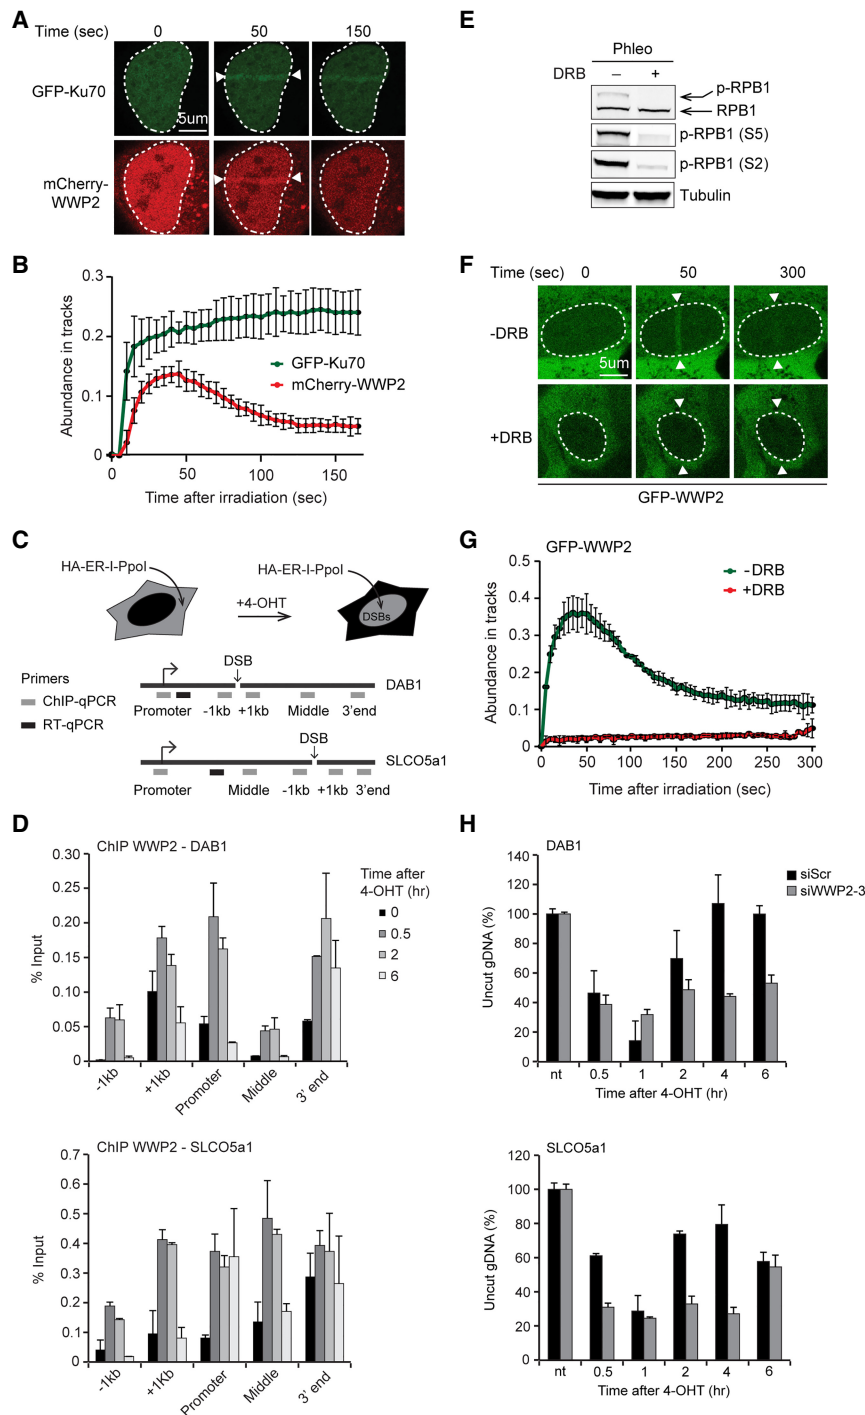 A
Time (sec) 0 50 150
GFP-Ku70
5um
mCherry-
WWP2
B
0.3
0.2
0.1
0
Abundance in tracks
GFP-Ku70
mCherry-WWP2
0 50 100 150
Time after irradiation (sec)
C
HA-ER-I-PpoI
HA-ER-I-PpoI
+4-OHT
DSBs
Primers
ChIP-qPCR
RT-qPCR
DSB
DAB1
Promoter -1kb +1kb Middle 3'end
DSB
SLCO5a1
Promoter Middle -1kb +1kb 3'end
D
ChIP WWP2 - DAB1
0.30
0.25
0.20
0.15
0.10
0.05
0
% Input
Time after
4-OHT (hr)
0
0.5
2
6
-1kb +1kb Promoter Middle 3' end
ChIP WWP2 - SLCO5a1
0.7
0.6
0.5
0.4
0.3
0.2
0.1
0
% Input
-1Kb +1Kb Promoter Middle 3' end
E
Phleo
DRB – +
p-RPB1
RPB1
p-RPB1 (S5)
p-RPB1 (S2)
Tubulin
F
Time (sec) 0 50 300
-DRB
5um
+DRB
GFP-WWP2
G
GFP-WWP2
0.5
0.4
0.3
0.2
0.1
0
Abundance in tracks
-DRB
+DRB
0 50 100 150 200 250 300
Time after irradiation (sec)
H
DAB1
140
120
100
80
60
40
20
0
Uncut gDNA (%)
siScr
siWWP2-3
nt 0.5 1 2 4 6
Time after 4-OHT (hr)
SLCO5a1
120
100
80
60
40
20
0
Uncut gDNA (%)
nt 0.5 1 2 4 6
Time after 4-OHT (hr)